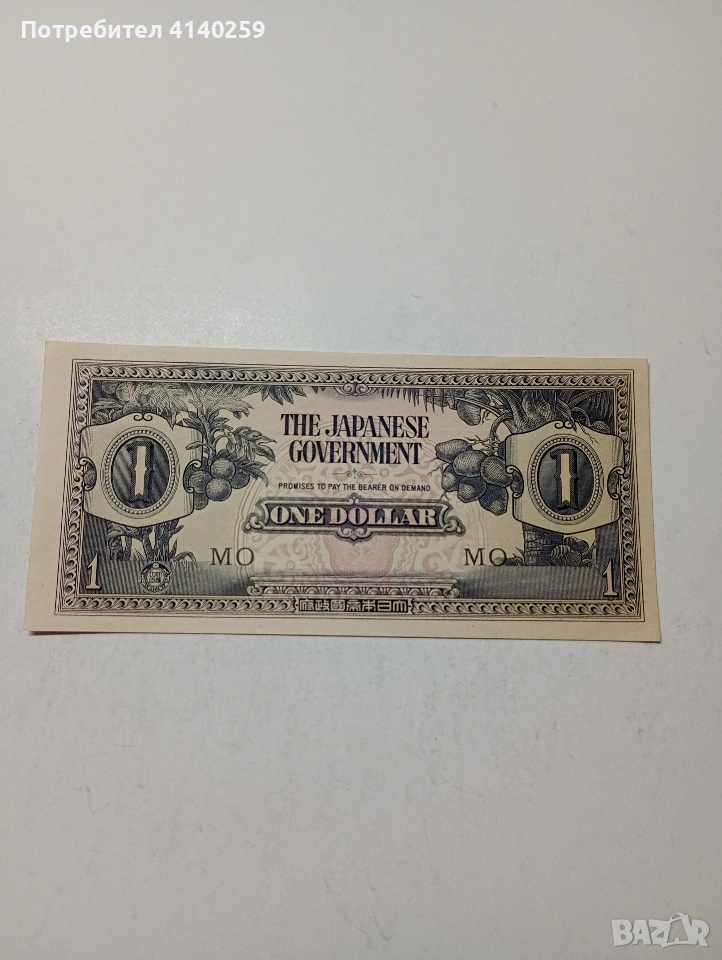 Потребител 4140259
THE JAPANESE
GOVERNMENT
PROMISES TO PAY THE BEARER ON DEMAND
ONE DOLLAR
1 1
MO MO
1 1
府政國帝本日大
BAZAR